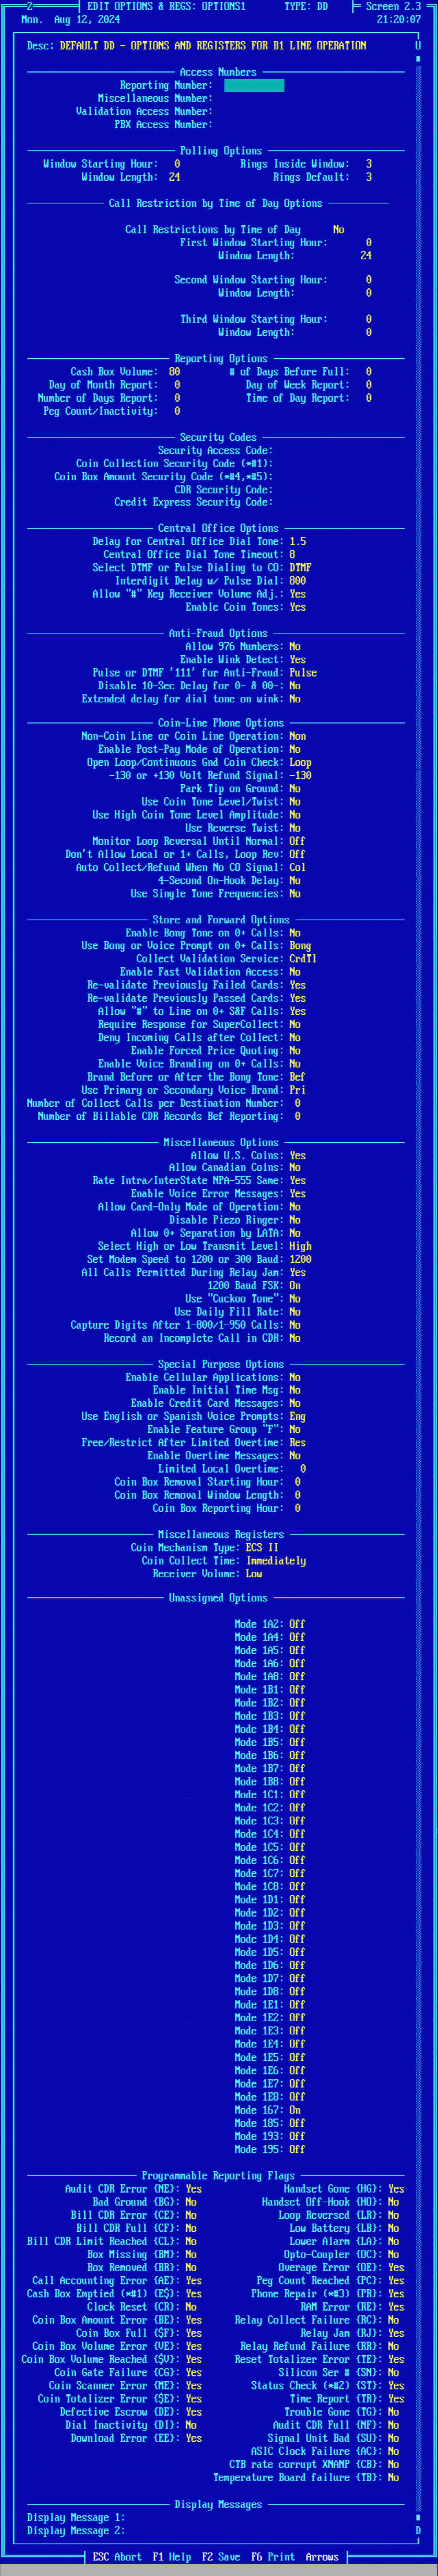 2 EDIT OPTIONS & REGS: OPTIONS1 TYPE: DD Screen 2.3
Mon. Aug 12, 2024 21:20:07
Desc: DEFAULT DD - OPTIONS AND REGISTERS FOR B1 LINE OPERATION U
Access Numbers
Reporting Number:
Miscellaneous Number:
Validation Access Number:
PBX Access Number:
Polling Options
Window Starting Hour: 0 Rings Inside Window: 3
Window Length: 24 Rings Default: 3
Call Restriction by Time of Day Options
Call Restrictions by Time of Day No
First Window Starting Hour: 0
Window Length: 24
Second Window Starting Hour: 0
Window Length: 0
Third Window Starting Hour: 0
Window Length: 0
Reporting Options
Cash Box Volume: 80 # of Days Before Full: 0
Day of Month Report: 0 Day of Week Report: 0
Number of Days Report: 0 Time of Day Report: 0
Peg Count/Inactivity: 0
Security Codes
Security Access Code:
Coin Collection Security Code (*#1):
Coin Box Amount Security Code (*#4,*#5):
CDR Security Code:
Credit Express Security Code:
Central Office Options
Delay for Central Office Dial Tone: 1.5
Central Office Dial Tone Timeout: 8
Select DTMF or Pulse Dialing to CO: DTMF
Interdigit Delay w/ Pulse Dial: 800
Allow "#" Key Receiver Volume Adj.: Yes
Enable Coin Tones: Yes
Anti-Fraud Options
Allow 976 Numbers: No
Enable Wink Detect: Yes
Pulse or DTMF '111' for Anti-Fraud: Pulse
Disable 10-Sec Delay for 0- & 00-: No
Extended delay for dial tone on wink: No
Coin-Line Phone Options
Non-Coin Line or Coin Line Operation: Non
Enable Post-Pay Mode of Operation: No
Open Loop/Continuous Gnd Coin Check: Loop
-130 or +130 Volt Refund Signal: -130
Park Tip on Ground: No
Use Coin Tone Level/Twist: No
Use High Coin Tone Level Amplitude: No
Use Reverse Twist: No
Monitor Loop Reversal Until Normal: Off
Don't Allow Local or 1+ Calls, Loop Rev: Off
Auto Collect/Refund When No CO Signal: Col
4-Second On-Hook Delay: No
Use Single Tone Frequencies: No
Store and Forward Options
Enable Bong Tone on 0+ Calls: No
Use Bong or Voice Prompt on 0+ Calls: Bong
Collect Validation Service: CrdTl
Enable Fast Validation Access: No
Re-validate Previously Failed Cards: Yes
Re-validate Previously Passed Cards: Yes
Allow "#" to Line on 0+ S&F Calls: Yes
Require Response for SuperCollect: No
Deny Incoming Calls after Collect: No
Enable Forced Price Quoting: No
Enable Voice Branding on 0+ Calls: No
Brand Before or After the Bong Tone: Bef
Use Primary or Secondary Voice Brand: Pri
Number of Collect Calls per Destination Number: 0
Number of Billable CDR Records Bef Reporting: 0
Miscellaneous Options
Allow U.S. Coins: Yes
Allow Canadian Coins: No
Rate Intra/InterState NPA-555 Same: Yes
Enable Voice Error Messages: Yes
Allow Card-Only Mode of Operation: No
Disable Piezo Ringer: No
Allow 0+ Separation by LATA: No
Select High or Low Transmit Level: High
Set Modem Speed to 1200 or 300 Baud: 1200
All Calls Permitted During Relay Jam: Yes
1200 Baud FSK: On
Use "Cuckoo Tone": No
Use Daily Fill Rate: No
Capture Digits After 1-800/1-950 Calls: No
Record an Incomplete Call in CDR: No
Special Purpose Options
Enable Cellular Applications: No
Enable Initial Time Msg: No
Enable Credit Card Messages: No
Use English or Spanish Voice Prompts: Eng
Enable Feature Group "F": No
Free/Restrict After Limited Overtime: Res
Enable Overtime Messages: No
Limited Local Overtime: 0
Coin Box Removal Starting Hour: 0
Coin Box Removal Window Length: 0
Coin Box Reporting Hour: 0
Miscellaneous Registers
Coin Mechanism Type: ECS II
Coin Collect Time: Immediately
Receiver Volume: Low
Unassigned Options
Mode 1A2: Off
Mode 1A4: Off
Mode 1A5: Off
Mode 1A6: Off
Mode 1A8: Off
Mode 1B1: Off
Mode 1B2: Off
Mode 1B3: Off
Mode 1B4: Off
Mode 1B5: Off
Mode 1B6: Off
Mode 1B7: Off
Mode 1B8: Off
Mode 1C1: Off
Mode 1C2: Off
Mode 1C3: Off
Mode 1C4: Off
Mode 1C5: Off
Mode 1C6: Off
Mode 1C7: Off
Mode 1C8: Off
Mode 1D1: Off
Mode 1D2: Off
Mode 1D3: Off
Mode 1D4: Off
Mode 1D5: Off
Mode 1D6: Off
Mode 1D7: Off
Mode 1D8: Off
Mode 1E1: Off
Mode 1E2: Off
Mode 1E3: Off
Mode 1E4: Off
Mode 1E5: Off
Mode 1E6: Off
Mode 1E7: Off
Mode 1E8: Off
Mode 167: On
Mode 185: Off
Mode 193: Off
Mode 195: Off
Programmable Reporting Flags
Audit CDR Error {NE}: Yes Handset Gone {HG}: Yes
Bad Ground {BG}: No Handset Off-Hook {HO}: No
Bill CDR Error {CE}: No Loop Reversed {LR}: No
Bill CDR Full {CF}: No Low Battery {LB}: No
Bill CDR Limit Reached {CL}: No Lower Alarm {LA}: No
Box Missing {BM}: No Opto-Coupler {OC}: No
Box Removed {BR}: No Overage Error {OE}: Yes
Call Accounting Error {AE}: Yes Peg Count Reached {PC}: Yes
Cash Box Emptied (*#1) {E$}: Yes Phone Repair (*#3) {PR}: Yes
Clock Reset {CR}: No RAM Error {RE}: Yes
Coin Box Amount Error {BE}: Yes Relay Collect Failure {RC}: No
Coin Box Full {$F}: Yes Relay Jam {RJ}: Yes
Coin Box Volume Error {VE}: Yes Relay Refund Failure {RR}: No
Coin Box Volume Reached {$V}: Yes Reset Totalizer Error {TE}: Yes
Coin Gate Failure {CG}: Yes Silicon Ser # {SN}: No
Coin Scanner Error {ME}: Yes Status Check (*#2) {ST}: Yes
Coin Totalizer Error {$E}: Yes Time Report {TR}: Yes
Defective Escrow {DE}: Yes Trouble Gone {TG}: No
Dial Inactivity {DI}: No Audit CDR Full {NF}: No
Download Error {EE}: Yes Signal Unit Bad {SU}: No
ASIC Clock Failure {AC}: No
CTB rate corrupt XNANP {CB}: No
Temperature Board failure {TB}: No
Display Messages
Display Message 1:
Display Message 2: D
ESC Abort F1 Help F2 Save F6 Print Arrows